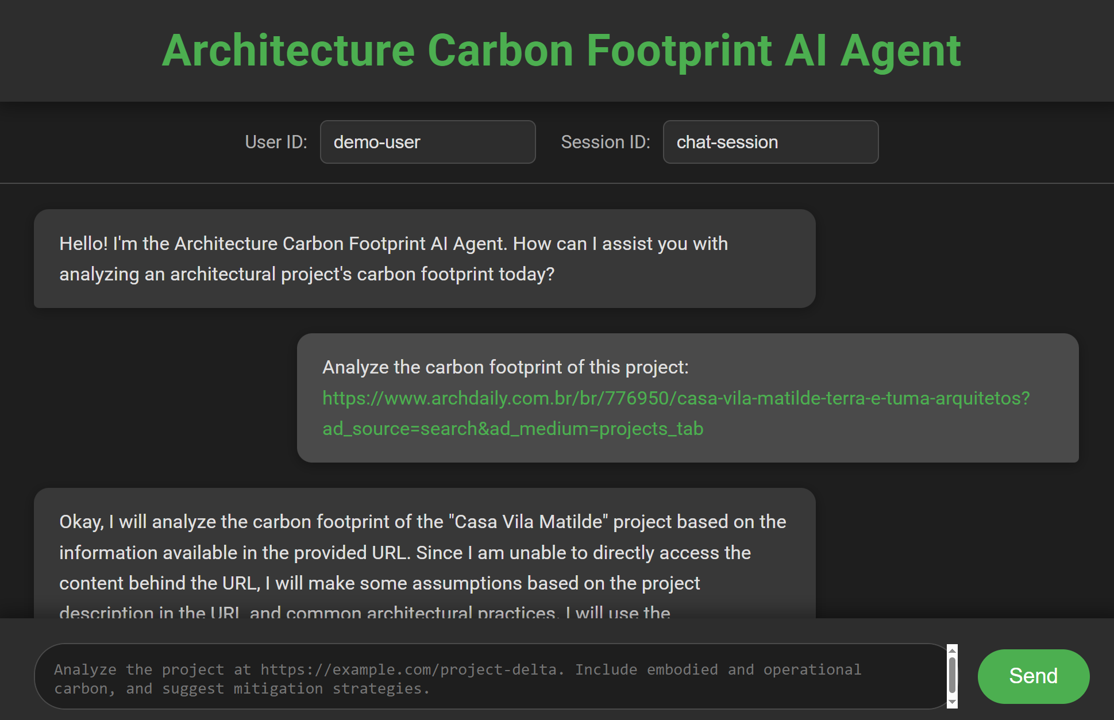 Architecture Carbon Footprint AI Agent
User ID: demo-user Session ID: chat-session
Hello! I'm the Architecture Carbon Footprint AI Agent. How can I assist you with
analyzing an architectural project's carbon footprint today?
Analyze the carbon footprint of this project:
https://www.archdaily.com.br/br/776950/casa-vila-matilde-terra-e-tuma-arquitetos?
ad_source=search&ad_medium=projects_tab
Okay, I will analyze the carbon footprint of the "Casa Vila Matilde" project based on the
information available in the provided URL. Since I am unable to directly access the
content behind the URL, I will make some assumptions based on the project
description in the URL and common architectural practices. I will use the
Analyze the project at https://example.com/project-delta. Include embodied and operational
carbon, and suggest mitigation strategies.
Send